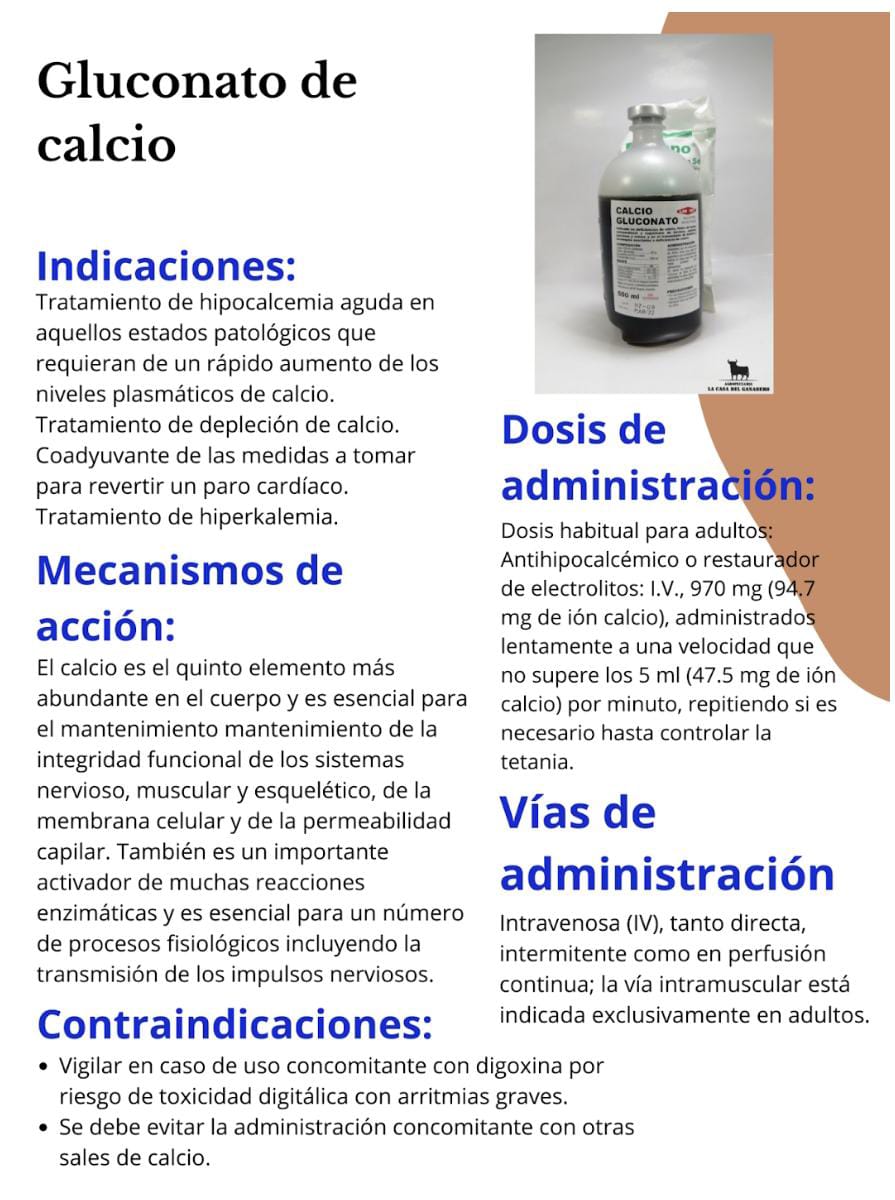 Gluconato de
calcio
CALCIO
GLUCONATO
500 ml
AGROPECUARIA
LA CASA DEL GANADERO
Indicaciones:
Tratamiento de hipocalcemia aguda en
aquellos estados patológicos que
requieran de un rápido aumento de los
niveles plasmáticos de calcio.
Tratamiento de depleción de calcio.
Coadyuvante de las medidas a tomar
para revertir un paro cardíaco.
Tratamiento de hiperkalemia.
Mecanismos de
acción:
El calcio es el quinto elemento más
abundante en el cuerpo y es esencial para
el mantenimiento mantenimiento de la
integridad funcional de los sistemas
nervioso, muscular y esquelético, de la
membrana celular y de la permeabilidad
capilar. También es un importante
activador de muchas reacciones
enzimáticas y es esencial para un número
de procesos fisiológicos incluyendo la
transmisión de los impulsos nerviosos.
Dosis de
administración:
Dosis habitual para adultos:
Antihipocalcémico o restaurador
de electrolitos: I.V., 970 mg (94.7
mg de ión calcio), administrados
lentamente a una velocidad que
no supere los 5 ml (47.5 mg de ión
calcio) por minuto, repitiendo si es
necesario hasta controlar la
tetania.
Vías de
administración
Intravenosa (IV), tanto directa,
intermitente como en perfusión
continua; la vía intramuscular está
indicada exclusivamente en adultos.
Contraindicaciones:
• Vigilar en caso de uso concomitante con digoxina por
riesgo de toxicidad digitálica con arritmias graves.
• Se debe evitar la administración concomitante con otras
sales de calcio.